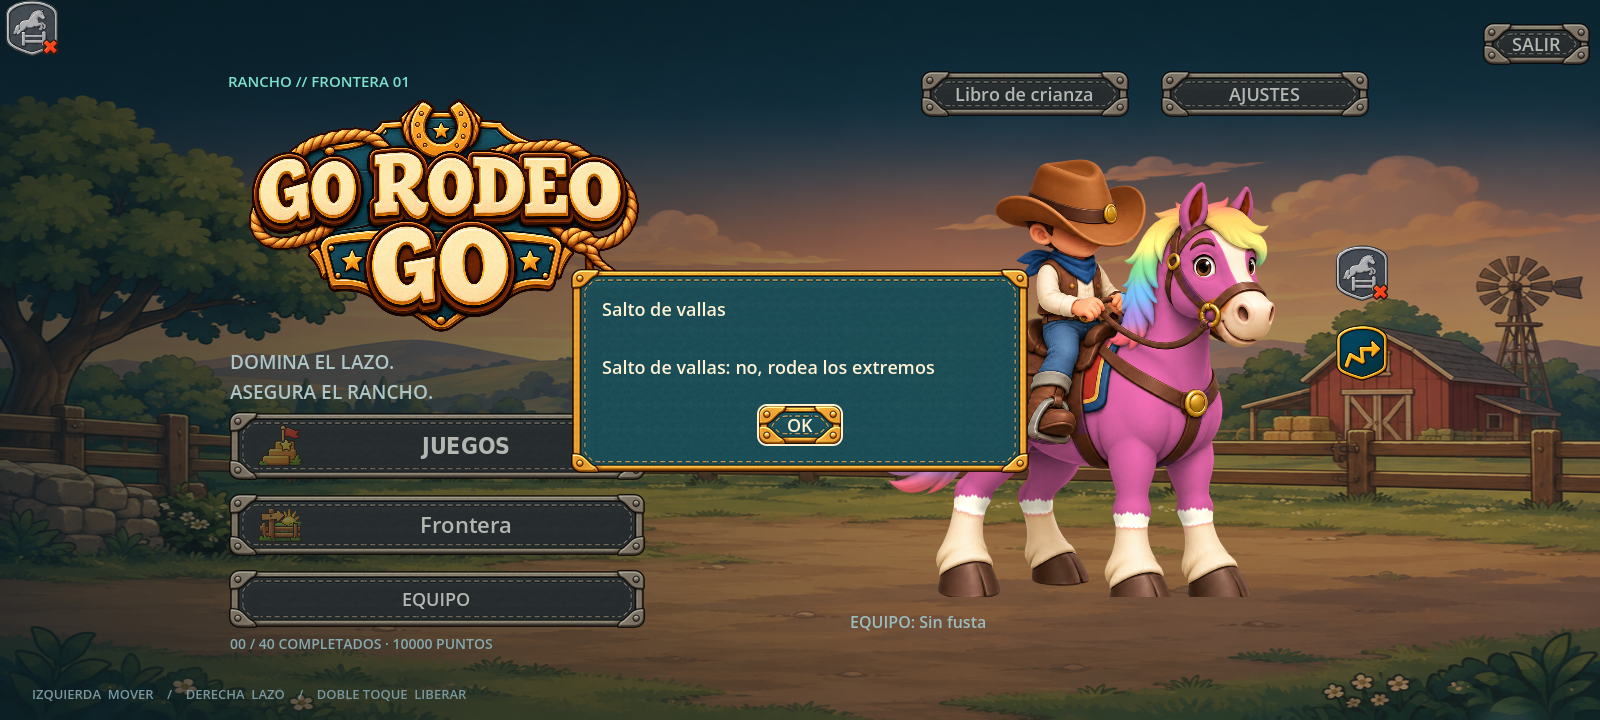 SALIR
RANCHO // FRONTERA 01
Libro de crianza
AJUSTES
GO RODEO
GO
Salto de vallas
Salto de vallas: no, rodea los extremos
OK
DOMINA EL LAZO.
ASEGURA EL RANCHO.
JUEGOS
Frontera
EQUIPO
00 / 40 COMPLETADOS · 10000 PUNTOS
EQUIPO: Sin fusta
IZQUIERDA MOVER / DERECHA LAZO / DOBLE TOQUE LIBERAR